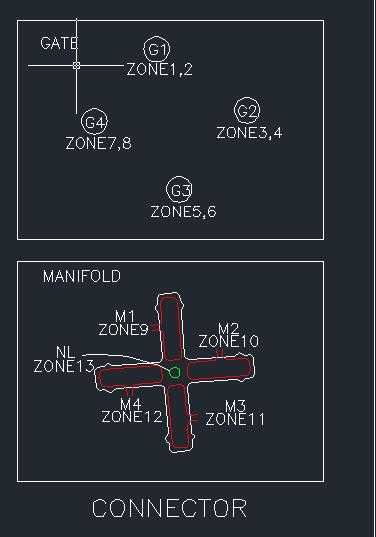 GATE
G1
ZONE1,2
G2
ZONE3,4
G4
ZONE7,8
G3
ZONE5,6
MANIFOLD
M1
ZONE9
M2
ZONE10
NL
ZONE13
M4
ZONE12
M3
ZONE11
CONNECTOR